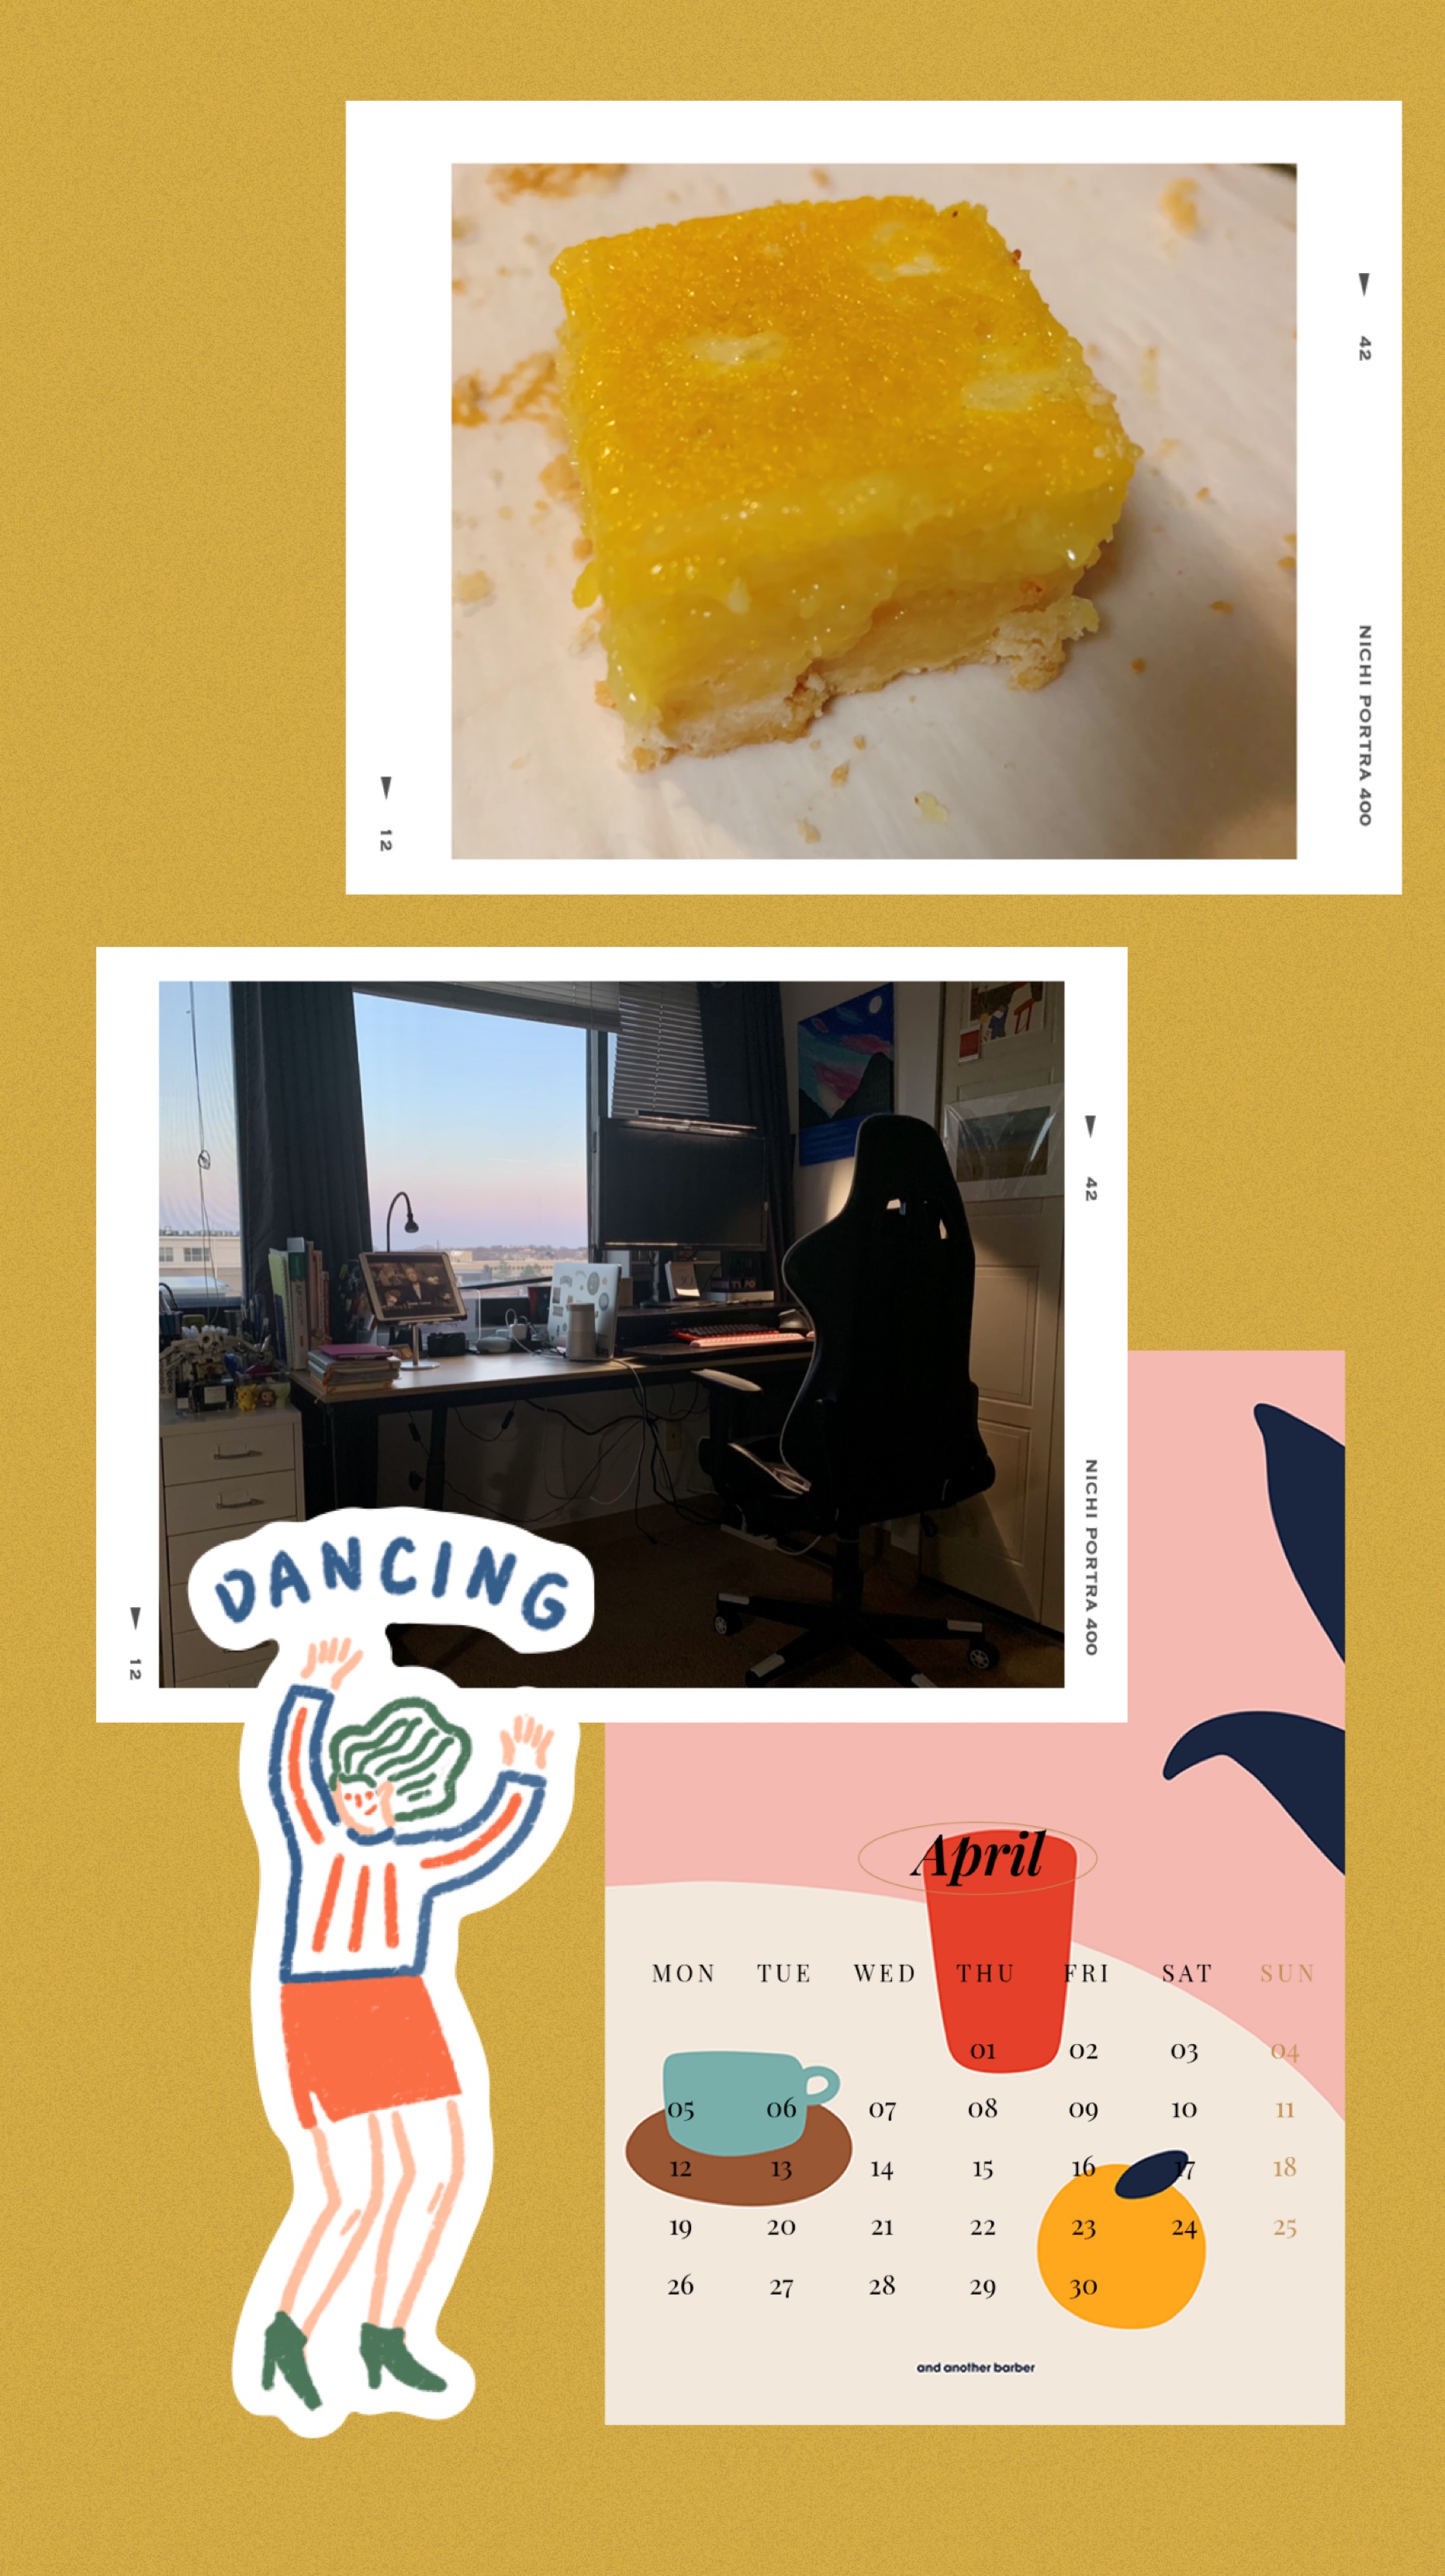 42
NICHI PORTRA 400
12
42
NICHI PORTRA 400
12
TYPO
DANCING
April
MON TUE WED THU FRI SAT SUN
01 02 03 04
05 06 07 08 09 10 11
12 13 14 15 16 17 18
19 20 21 22 23 24 25
26 27 28 29 30
and another barber